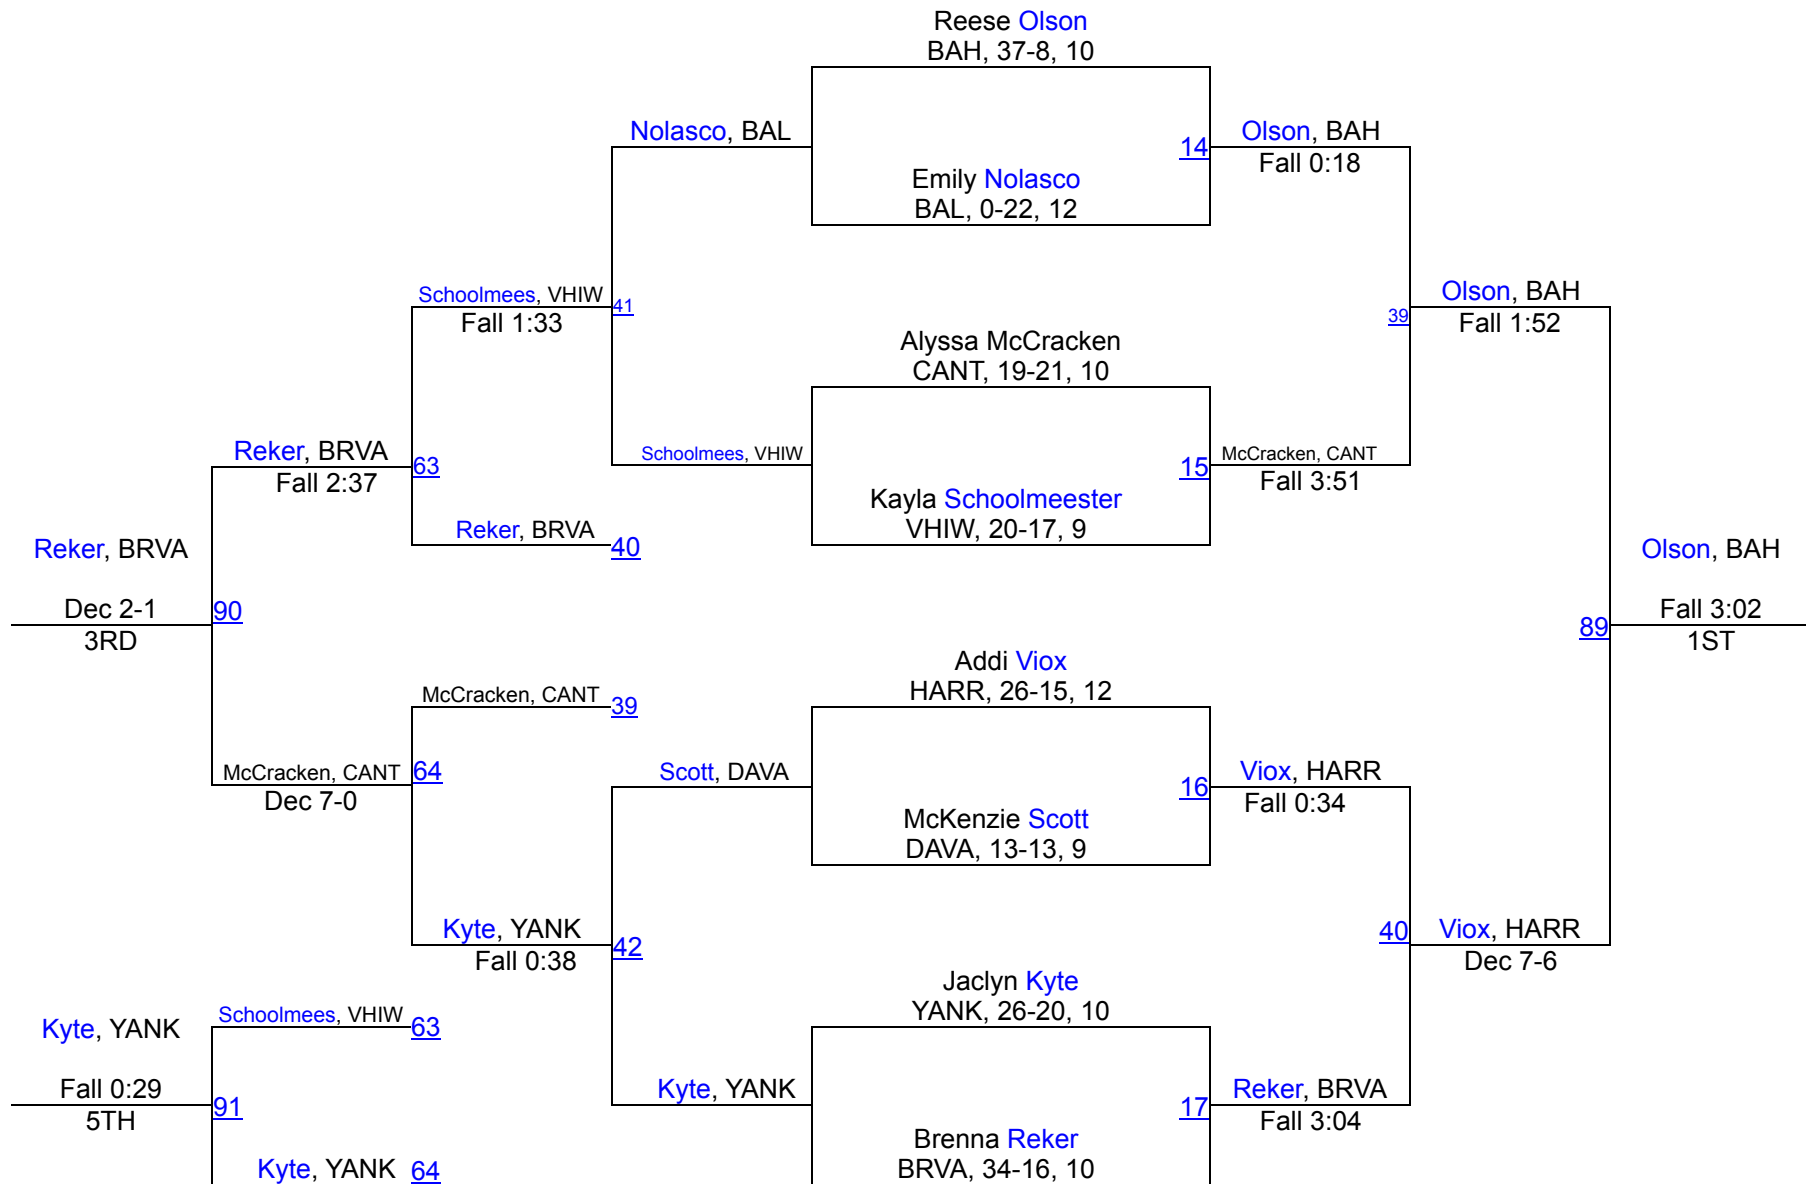 Reese Olson
BAH, 37-8, 10
Nolasco, BAL
14
Olson, BAH
Fall 0:18
Emily Nolasco
BAL, 0-22, 12
Schoolmees, VHIW
41
Fall 1:33
Olson, BAH
39
Fall 1:52
Alyssa McCracken
CANT, 19-21, 10
Reker, BRVA
63
Fall 2:37
Schoolmees, VHIW
15
McCracken, CANT
Fall 3:51
Kayla Schoolmeester
VHIW, 20-17, 9
Reker, BRVA
40
Reker, BRVA
Dec 2-1
90
3RD
Olson, BAH
Fall 3:02
89
1ST
Addi Viox
HARR, 26-15, 12
McCracken, CANT
39
McCracken, CANT
64
Dec 7-0
Scott, DAVA
16
Viox, HARR
Fall 0:34
McKenzie Scott
DAVA, 13-13, 9
Kyte, YANK
42
Fall 0:38
40
Viox, HARR
Dec 7-6
Jaclyn Kyte
YANK, 26-20, 10
Schoolmees, VHIW
63
Kyte, YANK
Fall 0:29
91
5TH
Kyte, YANK
17
Reker, BRVA
Fall 3:04
Brenna Reker
BRVA, 34-16, 10
Kyte, YANK
64